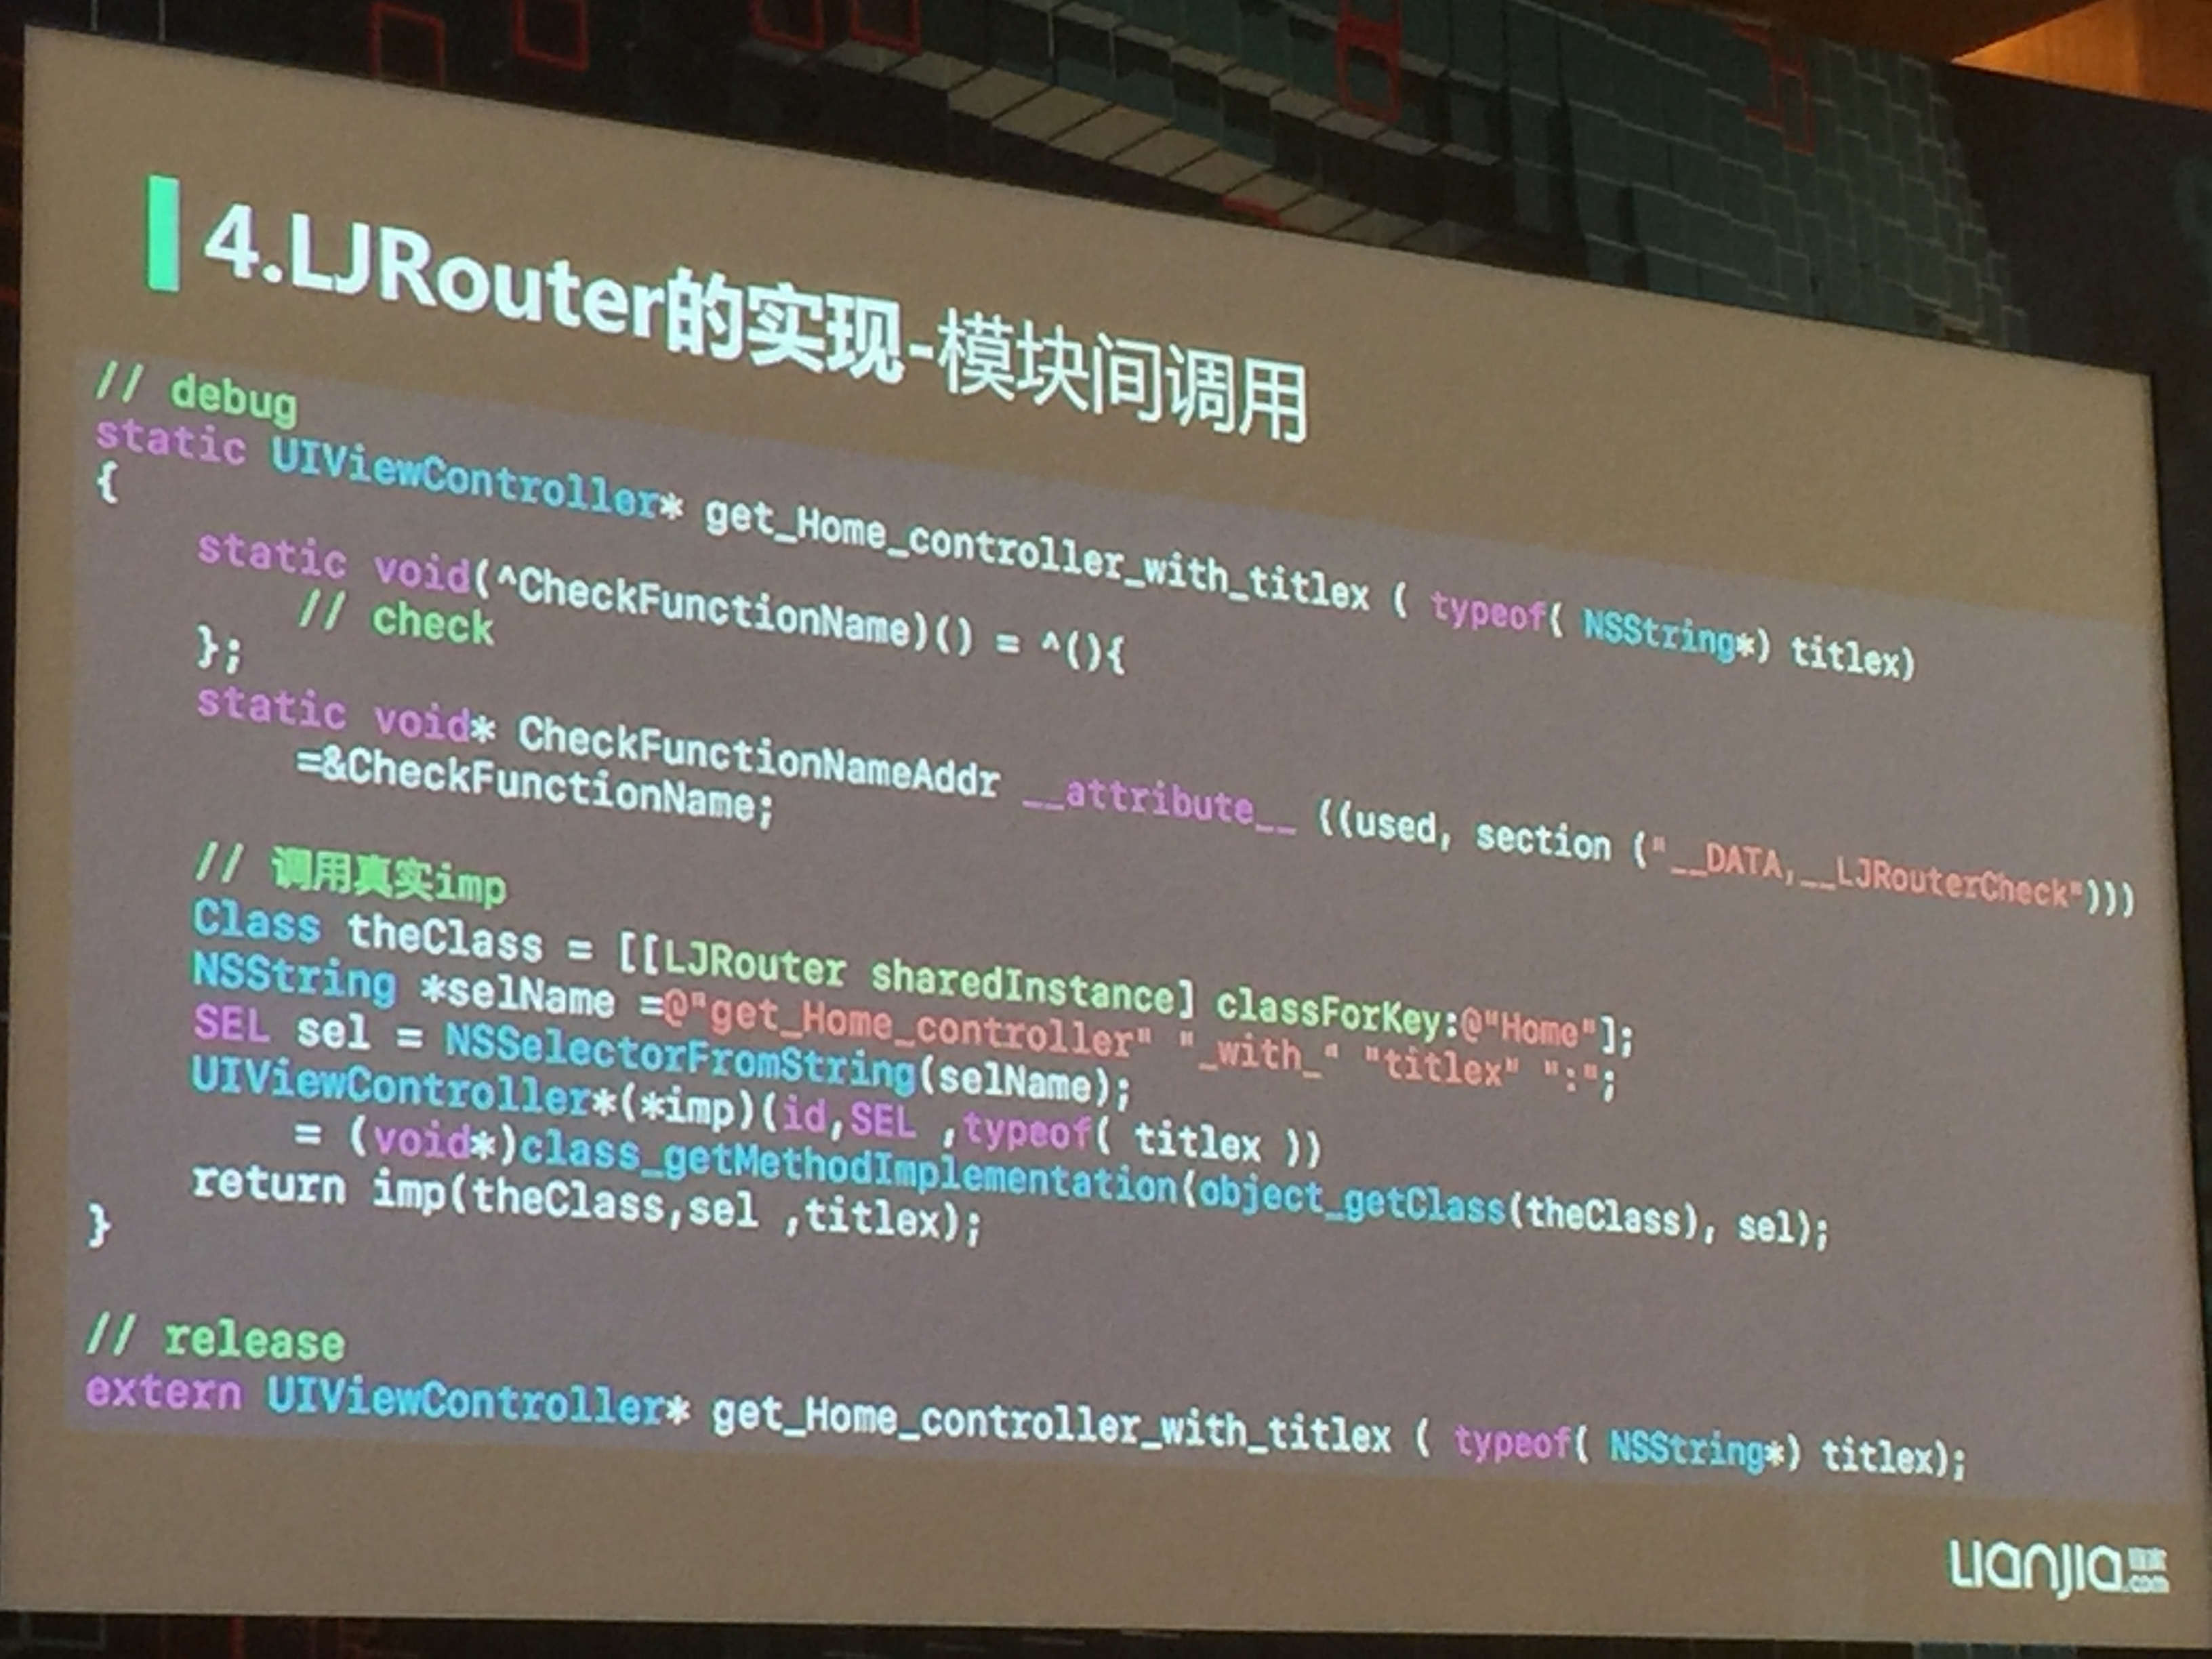 4.LJRouter的实现-模块间调用
// debug
static UIViewController* get_Home_controller_with_titlex ( typeof( NSString*) titlex)
{
static void(^CheckFunctionName)() = ^(){
// check
};
static void* CheckFunctionNameAddr __attribute__ ((used, section ("__DATA,__LJRouterCheck")))
=&CheckFunctionName;
// 调用真实imp
Class theClass = [[LJRouter sharedInstance] classForKey:@"Home"];
NSString *selName =@"get_Home_controller" "_with_" "titlex" ":";
SEL sel = NSSelectorFromString(selName);
UIViewController*(*imp)(id,SEL ,typeof( titlex ))
= (void*)class_getMethodImplementation(object_getClass(theClass), sel);
return imp(theClass,sel ,titlex);
}
// release
extern UIViewController* get_Home_controller_with_titlex ( typeof( NSString*) titlex);
LIANJIA
.com